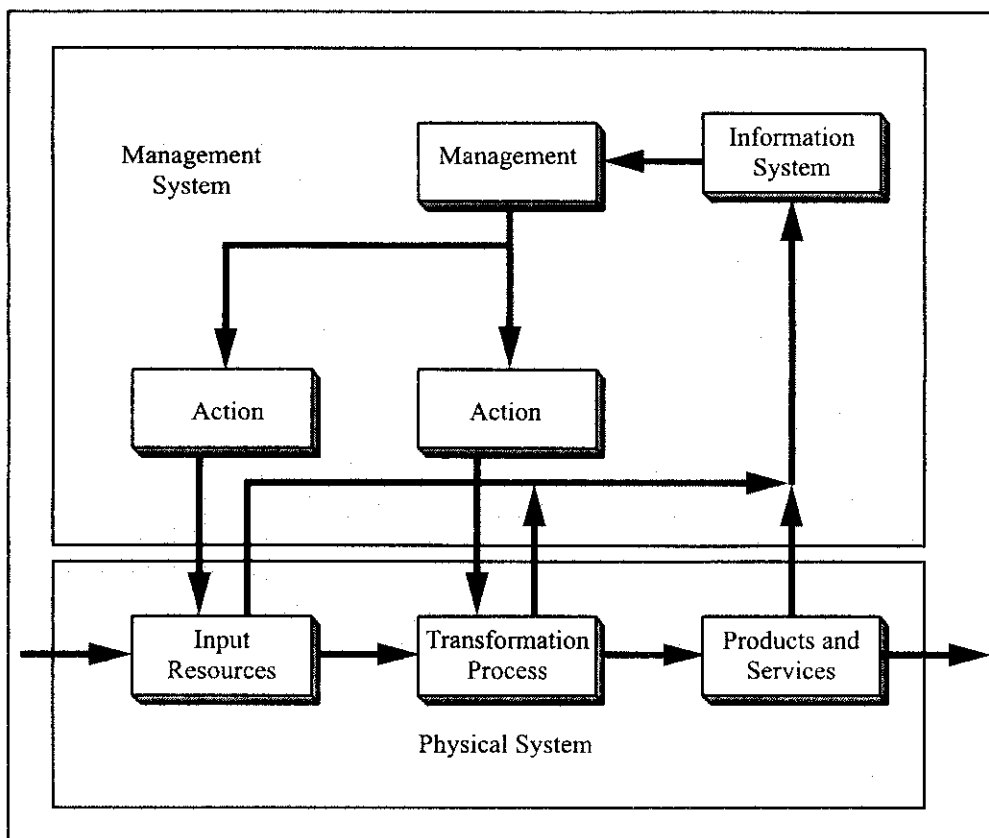 Management
System
Management
Information
System
Action
Action
Input
Resources
Transformation
Process
Products and
Services
Physical System